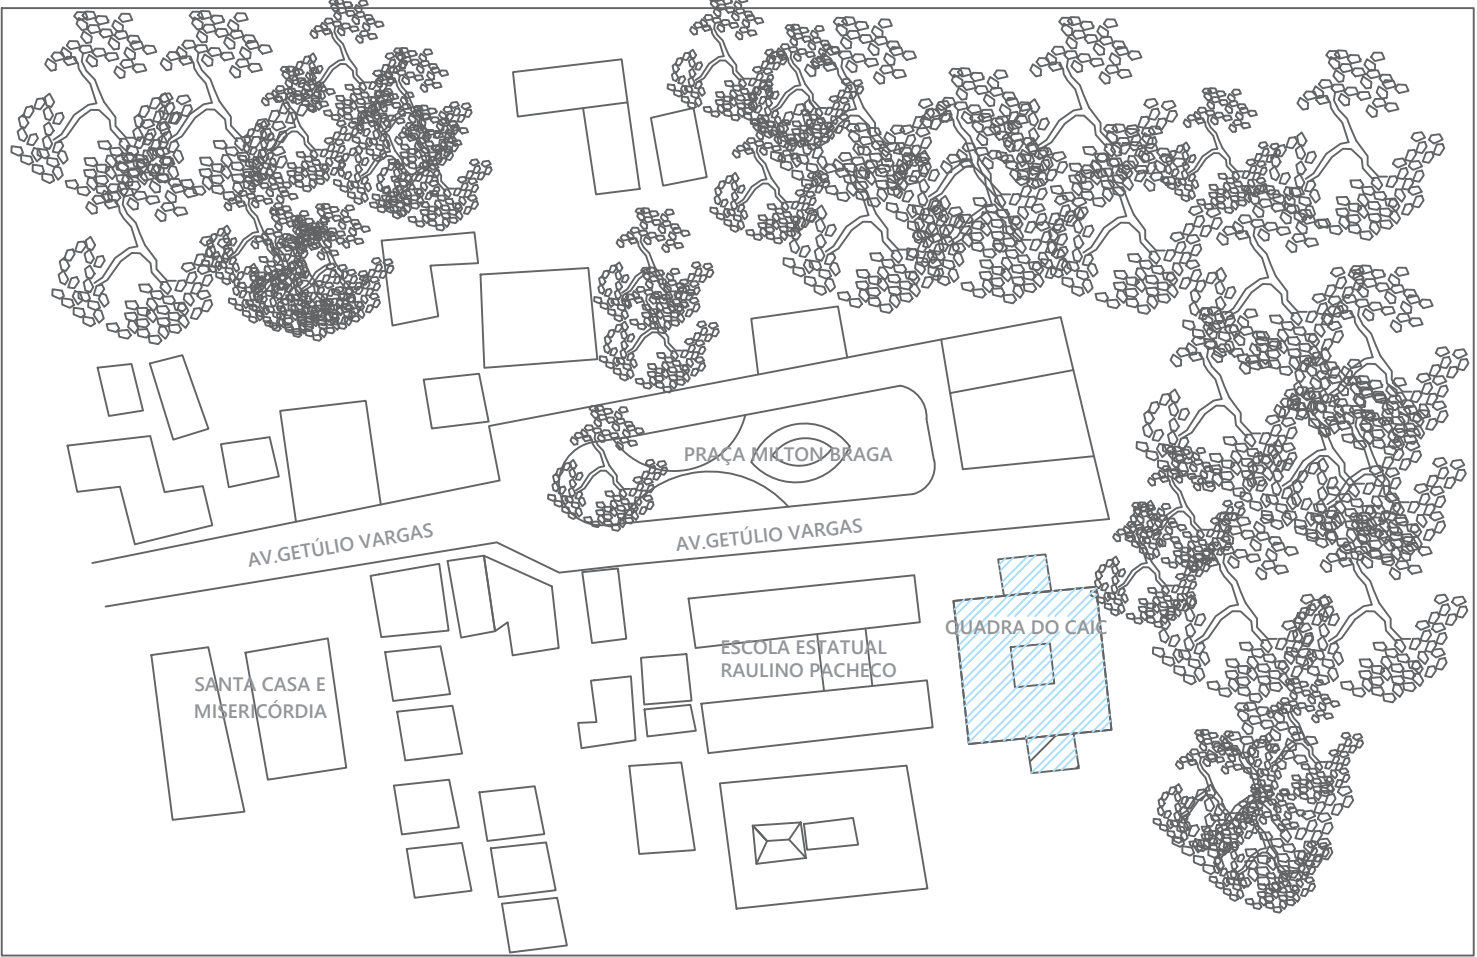 PRAÇA MILTON BRAGA
AV.GETÚLIO VARGAS
AV.GETÚLIO VARGAS
QUADRA DO CAIC
ESCOLA ESTATUAL
RAULINO PACHECO
SANTA CASA E
MISERICÓRDIA